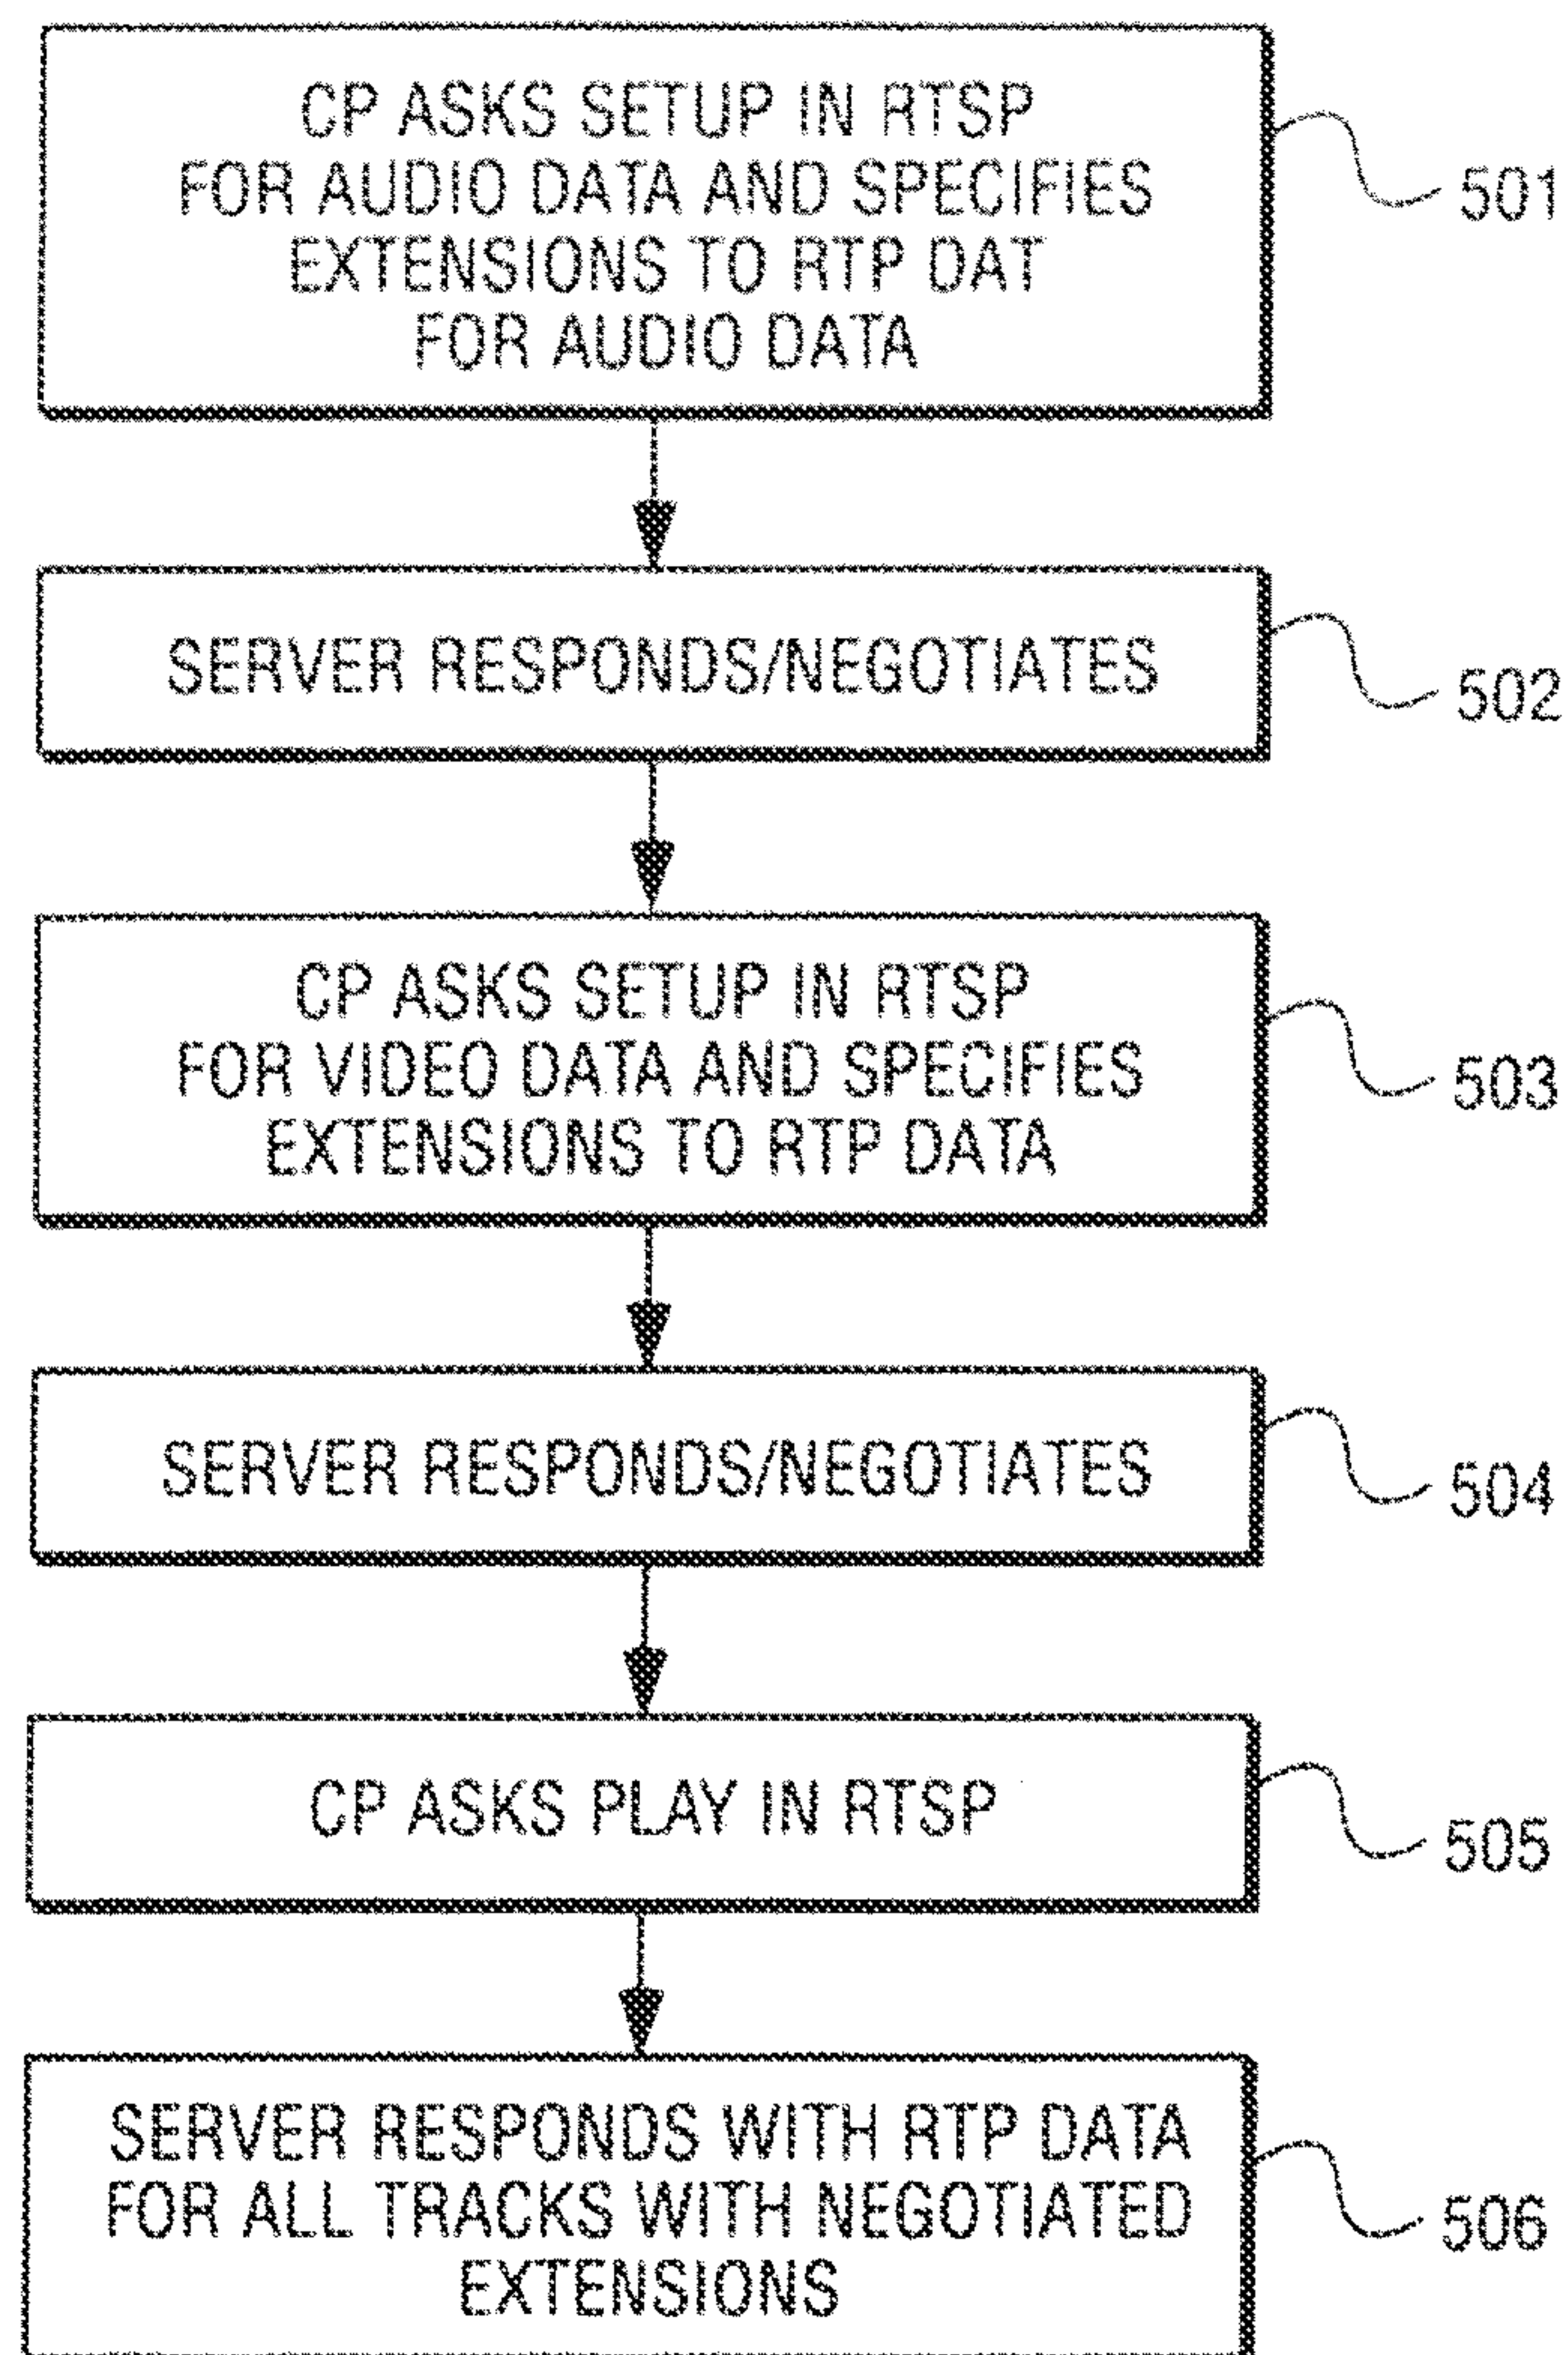 CP ASKS SETUP IN RTSP
FOR AUDIO DATA AND SPECIFIES
EXTENSIONS TO RTP DAT
FOR AUDIO DATA
501
SERVER RESPONDS/NEGOTIATES
502
CP ASKS SETUP IN RTSP
FOR VIDEO DATA AND SPECIFIES
EXTENSIONS TO RTP DATA
503
SERVER RESPONDS/NEGOTIATES
504
CP ASKS PLAY IN RTSP
505
SERVER RESPONDS WITH RTP DATA
FOR ALL TRACKS WITH NEGOTIATED
EXTENSIONS
506